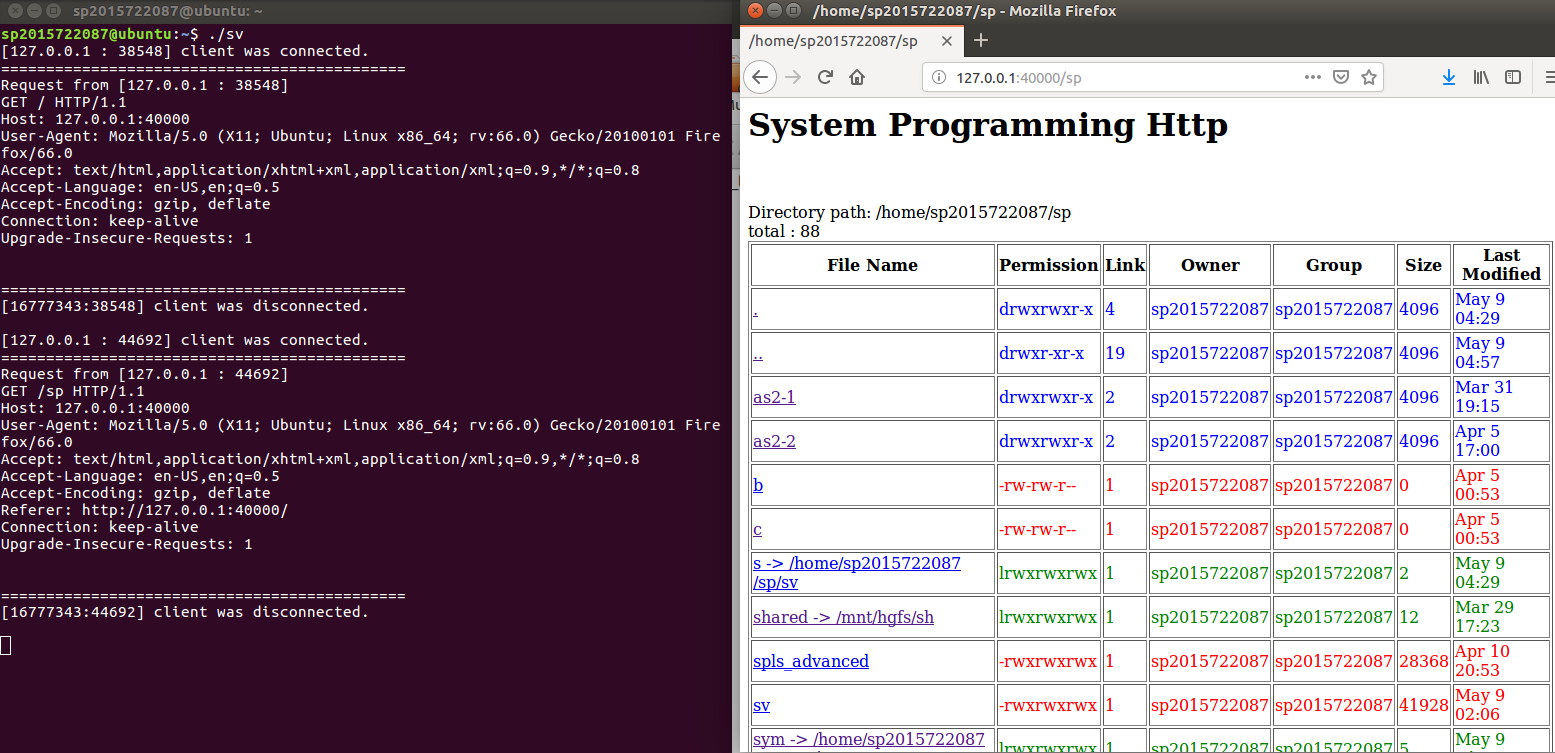 sp2015722087@ubuntu: ~
sp2015722087@ubuntu:~$ ./sv
[127.0.0.1 : 38548] client was connected.
=============================================
Request from [127.0.0.1 : 38548]
GET / HTTP/1.1
Host: 127.0.0.1:40000
User-Agent: Mozilla/5.0 (X11; Ubuntu; Linux x86_64; rv:66.0) Gecko/20100101 Fire
fox/66.0
Accept: text/html,application/xhtml+xml,application/xml;q=0.9,*/*;q=0.8
Accept-Language: en-US,en;q=0.5
Accept-Encoding: gzip, deflate
Connection: keep-alive
Upgrade-Insecure-Requests: 1
=============================================
[16777343:38548] client was disconnected.
[127.0.0.1 : 44692] client was connected.
=============================================
Request from [127.0.0.1 : 44692]
GET /sp HTTP/1.1
Host: 127.0.0.1:40000
User-Agent: Mozilla/5.0 (X11; Ubuntu; Linux x86_64; rv:66.0) Gecko/20100101 Fire
fox/66.0
Accept: text/html,application/xhtml+xml,application/xml;q=0.9,*/*;q=0.8
Accept-Language: en-US,en;q=0.5
Accept-Encoding: gzip, deflate
Referer: http://127.0.0.1:40000/
Connection: keep-alive
Upgrade-Insecure-Requests: 1
=============================================
[16777343:44692] client was disconnected.
/home/sp2015722087/sp - Mozilla Firefox
/home/sp2015722087/sp
127.0.0.1:40000/sp
System Programming Http
Directory path: /home/sp2015722087/sp
total : 88
File Name Permission Link Owner Group Size Last
Modified
. drwxrwxr-x 4 sp2015722087 sp2015722087 4096 May 9
04:29
.. drwxr-xr-x 19 sp2015722087 sp2015722087 4096 May 9
04:57
as2-1 drwxrwxr-x 2 sp2015722087 sp2015722087 4096 Mar 31
19:15
as2-2 drwxrwxr-x 2 sp2015722087 sp2015722087 4096 Apr 5
17:00
b -rw-rw-r-- 1 sp2015722087 sp2015722087 0 Apr 5
00:53
c -rw-rw-r-- 1 sp2015722087 sp2015722087 0 Apr 5
00:53
s -> /home/sp2015722087
/sp/sv lrwxrwxrwx 1 sp2015722087 sp2015722087 2 May 9
04:29
shared -> /mnt/hgfs/sh lrwxrwxrwx 1 sp2015722087 sp2015722087 12 Mar 29
17:23
spls_advanced -rwxrwxrwx 1 sp2015722087 sp2015722087 28368 Apr 10
20:53
sv -rwxrwxrwx 1 sp2015722087 sp2015722087 41928 May 9
02:06
sym -> /home/sp2015722087 lrwxrwxrwx 1 sp2015722087 sp2015722087 5 May 9